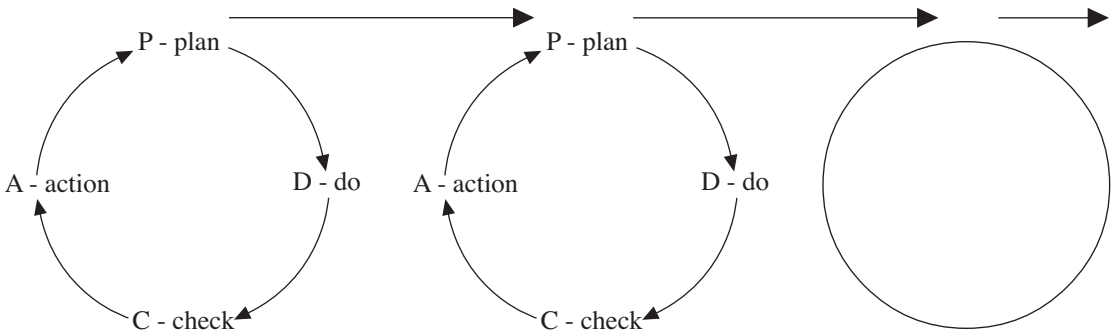 P - plan
P - plan
A - action
D - do
A - action
D - do
C - check
C - check